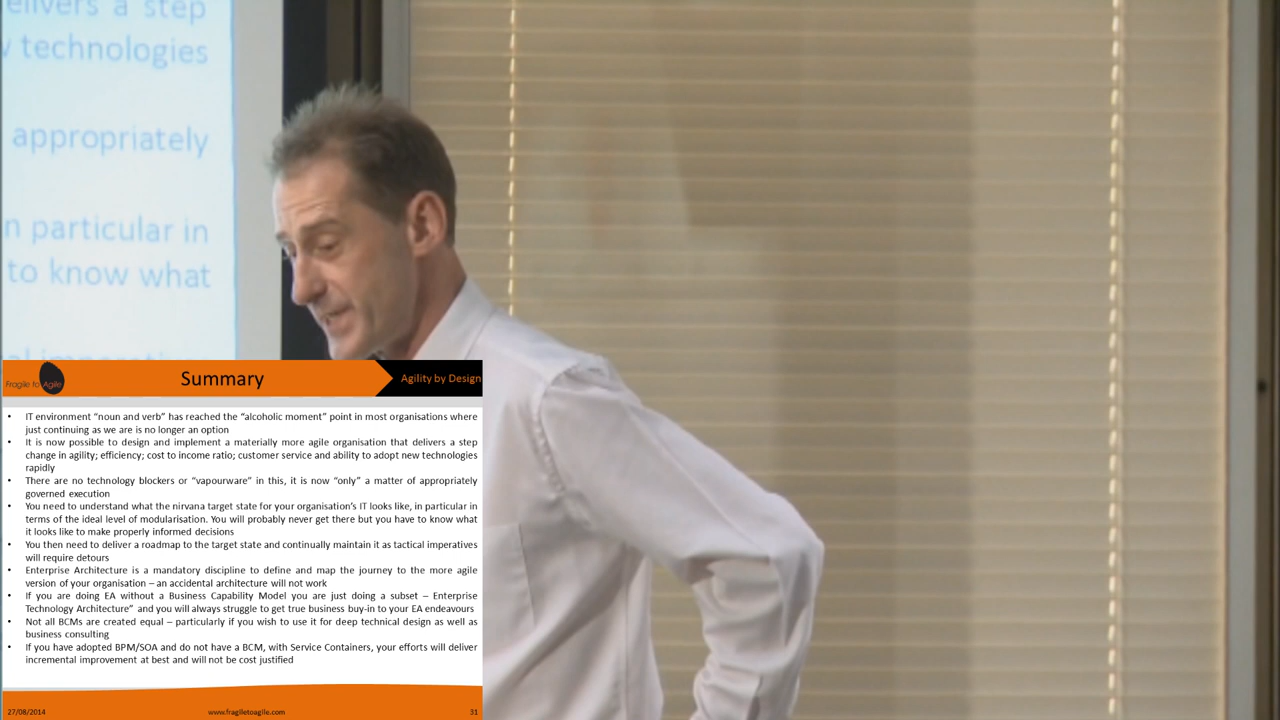 elivers a step
technologies
appropriately
n particular in
to know what
Fragile to Agile
Summary
Agility by Design
• IT environment “noun and verb” has reached the “alcoholic moment” point in most organisations where
just continuing as we are is no longer an option
• It is now possible to design and implement a materially more agile organisation that delivers a step
change in agility; efficiency; cost to income ratio; customer service and ability to adopt new technologies
rapidly
• There are no technology blockers or “vapourware” in this, it is now “only” a matter of appropriately
governed execution
• You need to understand what the nirvana target state for your organisation’s IT looks like, in particular in
terms of the ideal level of modularisation. You will probably never get there but you have to know what
it looks like to make properly informed decisions
• You then need to deliver a roadmap to the target state and continually maintain it as tactical imperatives
will require detours
• Enterprise Architecture is a mandatory discipline to define and map the journey to the more agile
version of your organisation – an accidental architecture will not work
• If you are doing EA without a Business Capability Model you are just doing a subset – Enterprise
Technology Architecture” and you will always struggle to get true business buy-in to your EA endeavours
• Not all BCMs are created equal – particularly if you wish to use it for deep technical design as well as
business consulting
• If you have adopted BPM/SOA and do not have a BCM, with Service Containers, your efforts will deliver
incremental improvement at best and will not be cost justified
27/08/2014
www.fragiletoagile.com
31